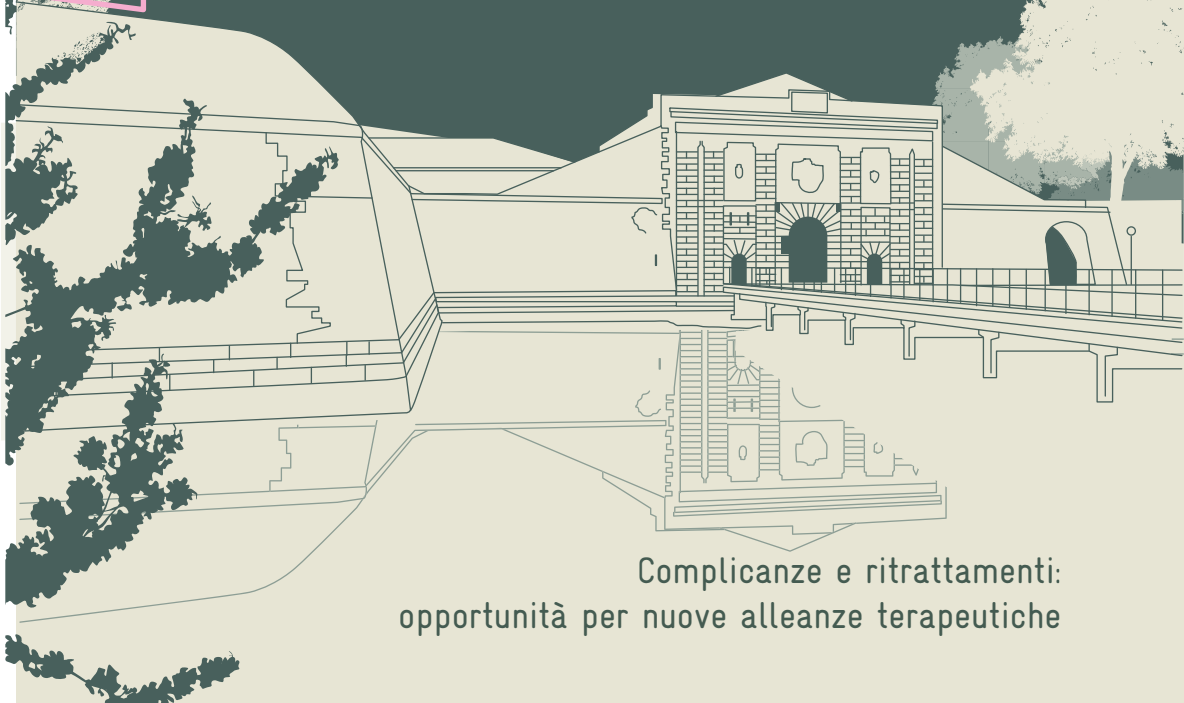 Complicanze e ritrattamenti:
opportunità per nuove alleanze terapeutiche